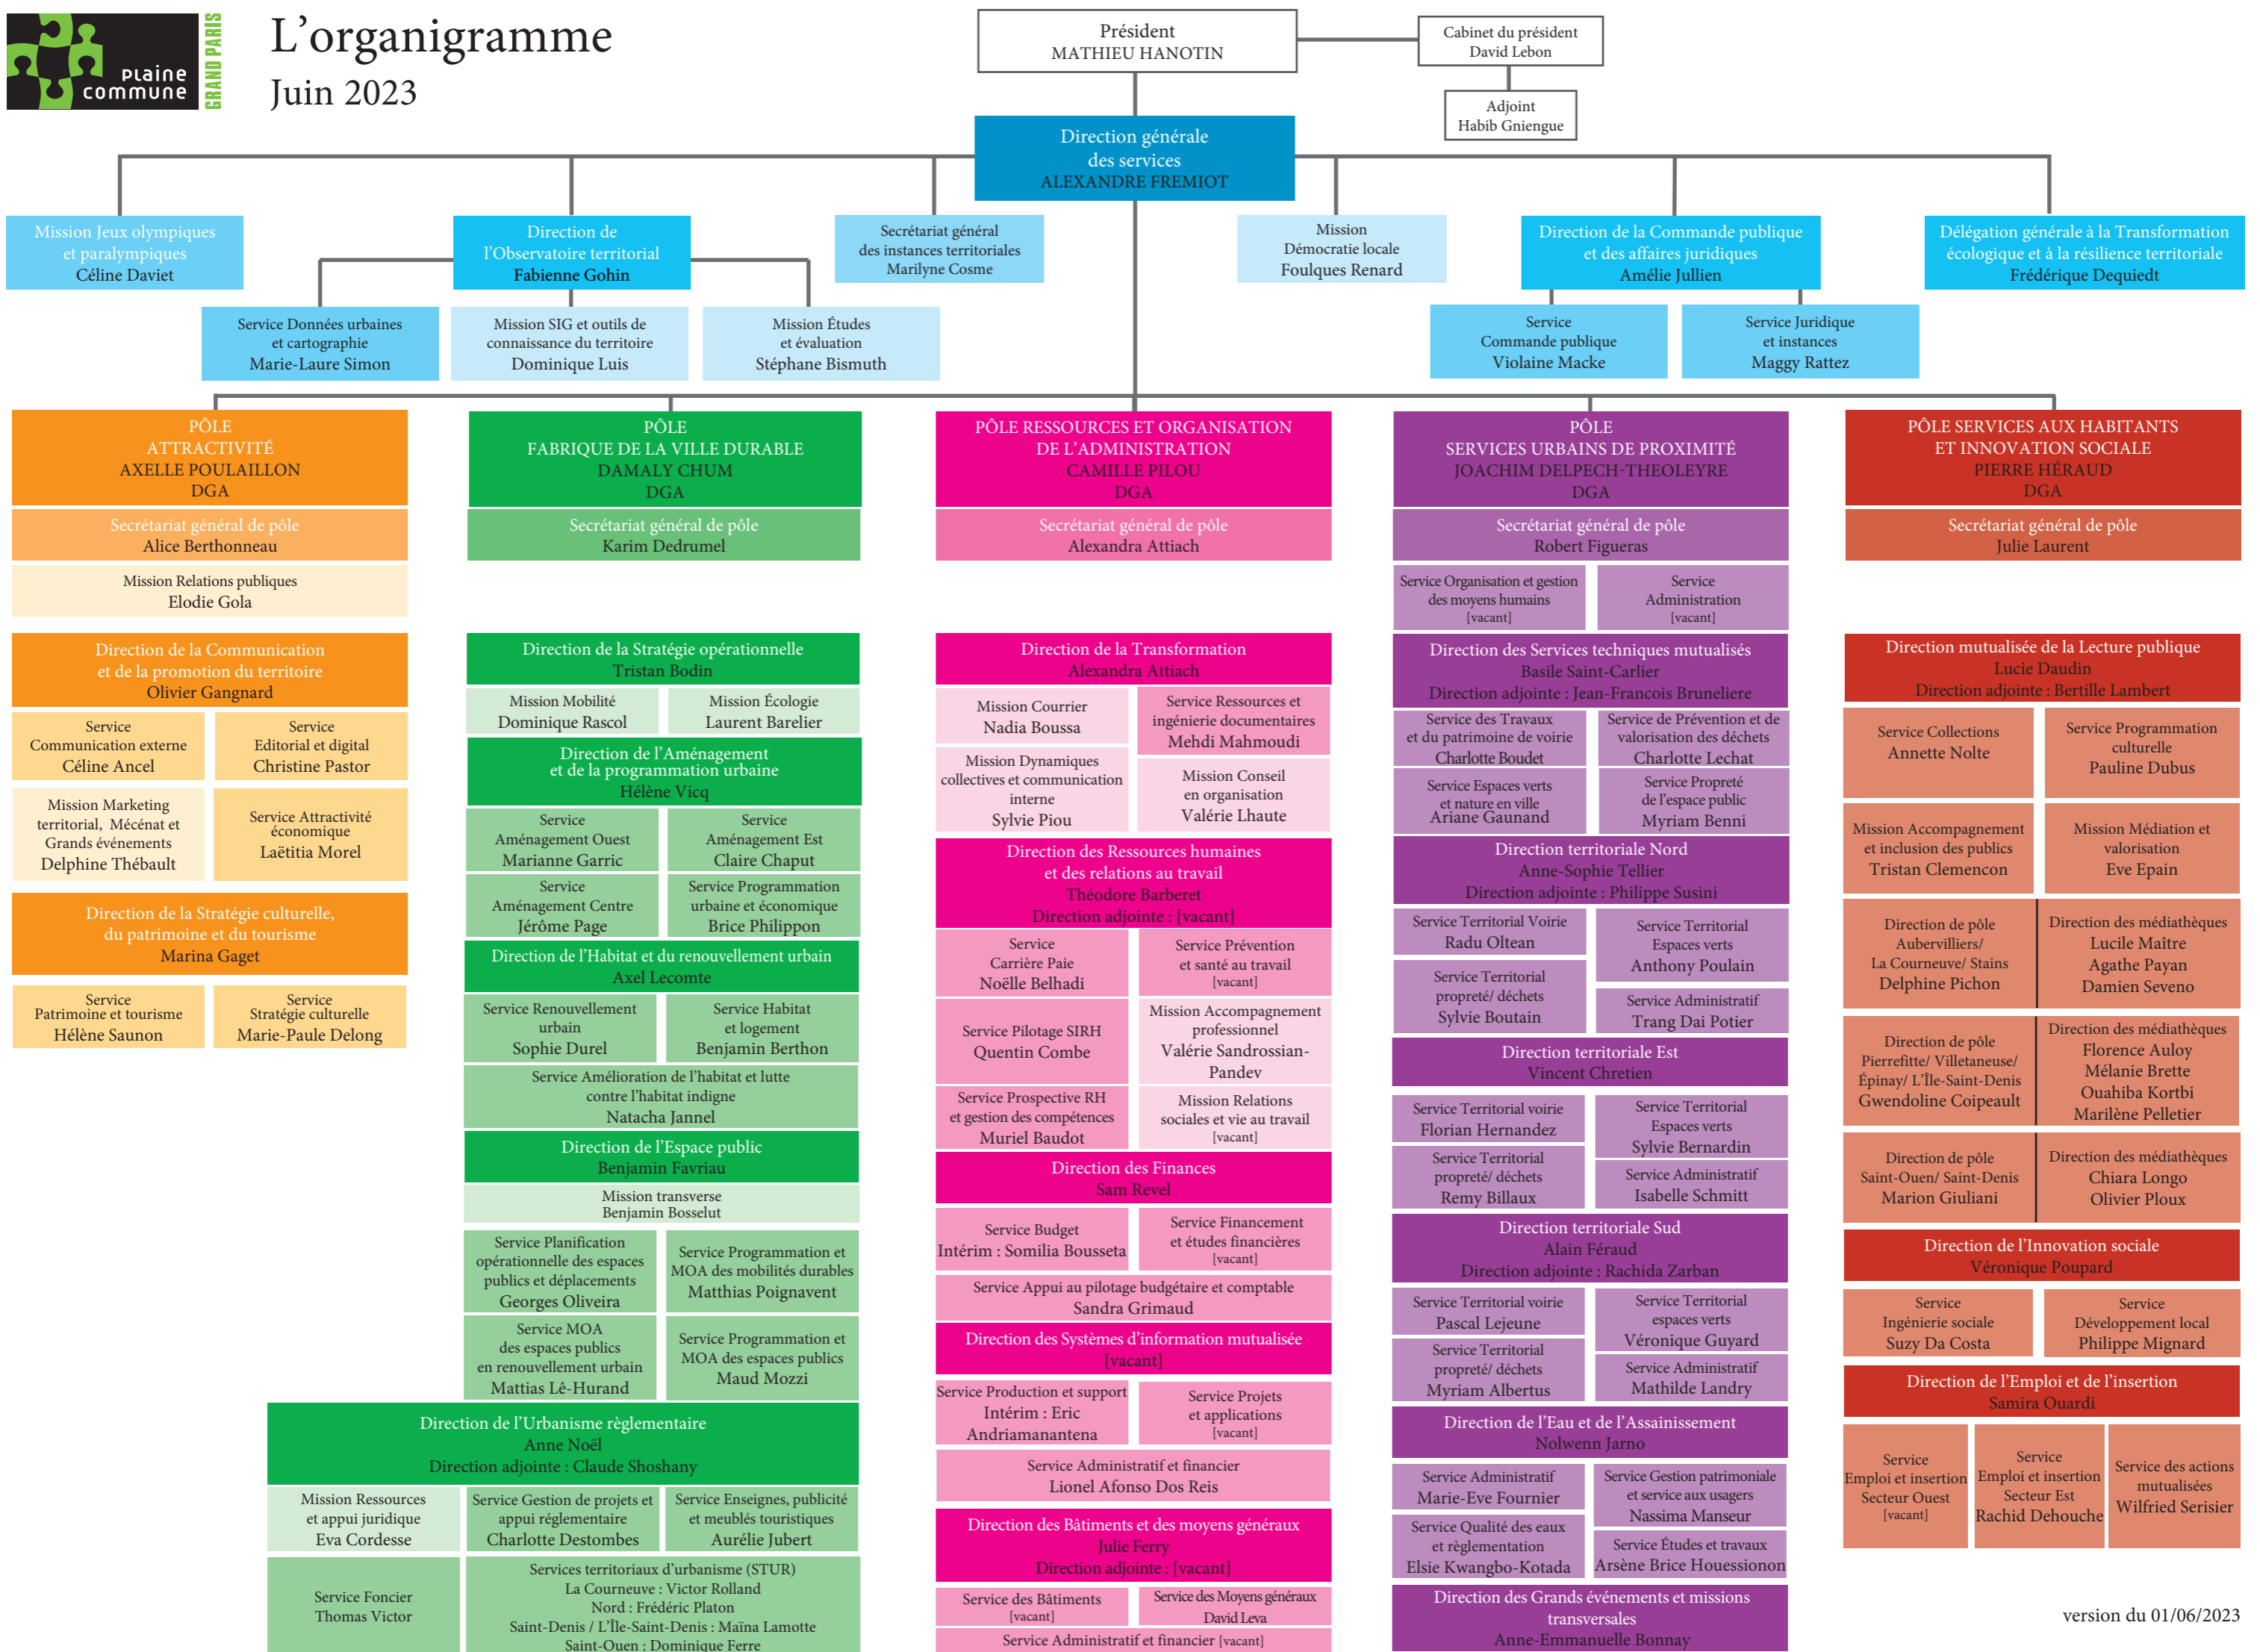 plaine
commune
GRAND PARIS
L'organigramme
Juin 2023
Président
MATHIEU HANOTIN
Cabinet du président
David Lebon
Adjoint
Habib Gniengue
Direction générale
des services
ALEXANDRE FREMIOT
Mission Jeux olympiques
et paralympiques
Céline Daviet
Direction de
l'Observatoire territorial
Fabienne Gohin
Secrétariat général
des instances territoriales
Marilyne Cosme
Mission
Démocratie locale
Foulques Renard
Direction de la Commande publique
et des affaires juridiques
Amélie Jullien
Délégation générale à la Transformation
écologique et à la résilience territoriale
Frédérique Dequiedt
Service Données urbaines
et cartographie
Marie-Laure Simon
Mission SIG et outils de
connaissance du territoire
Dominique Luis
Mission Études
et évaluation
Stéphane Bismuth
Service
Commande publique
Violaine Macke
Service Juridique
et instances
Maggy Rattez
PÔLE
ATTRACTIVITÉ
AXELLE POULAILLON
DGA
Secrétariat général de pôle
Alice Berthonneau
Mission Relations publiques
Elodie Gola
Direction de la Communication
et de la promotion du territoire
Olivier Gangnard
Service
Communication externe
Céline Ancel
Service
Editorial et digital
Christine Pastor
Mission Marketing
territorial, Mécénat et
Grands événements
Delphine Thébault
Service Attractivité
économique
Laëtitia Morel
Direction de la Stratégie culturelle,
du patrimoine et du tourisme
Marina Gaget
Service
Patrimoine et tourisme
Hélène Saunon
Service
Stratégie culturelle
Marie-Paule Delong
PÔLE
FABRIQUE DE LA VILLE DURABLE
DAMALY CHUM
DGA
Secrétariat général de pôle
Karim Dedrumel
Direction de la Stratégie opérationnelle
Tristan Bodin
Mission Mobilité
Dominique Rascol
Mission Écologie
Laurent Barelier
Direction de l'Aménagement
et de la programmation urbaine
Hélène Vicq
Service
Aménagement Ouest
Marianne Garric
Service
Aménagement Est
Claire Chaput
Service
Aménagement Centre
Jérôme Page
Service Programmation
urbaine et économique
Brice Philippon
Direction de l'Habitat et du renouvellement urbain
Axel Lecomte
Service Renouvellement
urbain
Sophie Durel
Service Habitat
et logement
Benjamin Berthon
Service Amélioration de l'habitat et lutte
contre l'habitat indigne
Natacha Jannel
Direction de l'Espace public
Benjamin Favriau
Mission transverse
Benjamin Bosselut
Service Planification
opérationnelle des espaces
publics et déplacements
Georges Oliveira
Service Programmation et
MOA des mobilités durables
Matthias Poignavent
Service MOA
des espaces publics
en renouvellement urbain
Mattias Lê-Hurand
Service Programmation et
MOA des espaces publics
Maud Mozzi
Direction de l'Urbanisme règlementaire
Anne Noël
Direction adjointe : Claude Shoshany
Mission Ressources
et appui juridique
Eva Cordesse
Service Gestion de projets et
appui réglementaire
Charlotte Destombes
Service Enseignes, publicité
et meublés touristiques
Aurélie Jubert
Service Foncier
Thomas Victor
Services territoriaux d'urbanisme (STUR)
La Courneuve : Victor Rolland
Nord : Frédéric Platon
Saint-Denis / L'Île-Saint-Denis : Maïna Lamotte
Saint-Ouen : Dominique Ferre
PÔLE RESSOURCES ET ORGANISATION
DE L'ADMINISTRATION
CAMILLE PILOU
DGA
Secrétariat général de pôle
Alexandra Attiach
Direction de la Transformation
Alexandra Attiach
Mission Courrier
Nadia Boussa
Service Ressources et
ingénierie documentaires
Mehdi Mahmoudi
Mission Dynamiques
collectives et communication
interne
Sylvie Piou
Mission Conseil
en organisation
Valérie Lhaute
Direction des Ressources humaines
et des relations au travail
Théodore Barberet
Direction adjointe : [vacant]
Service
Carrière Paie
Noëlle Belhadi
Service Prévention
et santé au travail
[vacant]
Service Pilotage SIRH
Quentin Combe
Mission Accompagnement
professionnel
Valérie Sandrossian-
Pandev
Service Prospective RH
et gestion des compétences
Muriel Baudot
Mission Relations
sociales et vie au travail
[vacant]
Direction des Finances
Sam Revel
Service Budget
Intérim : Somilia Bousseta
Service Financement
et études financières
[vacant]
Service Appui au pilotage budgétaire et comptable
Sandra Grimaud
Direction des Systèmes d'information mutualisée
[vacant]
Service Production et support
Intérim : Eric
Andriamanantena
Service Projets
et applications
[vacant]
Service Administratif et financier
Lionel Afonso Dos Reis
Direction des Bâtiments et des moyens généraux
Julie Ferry
Direction adjointe : [vacant]
Service des Bâtiments
[vacant]
Service des Moyens généraux
David Leva
Service Administratif et financier [vacant]
PÔLE
SERVICES URBAINS DE PROXIMITÉ
JOACHIM DELPECH-THEOLEYRE
DGA
Secrétariat général de pôle
Robert Figueras
Service Organisation et gestion
des moyens humains
[vacant]
Service
Administration
[vacant]
Direction des Services techniques mutualisés
Basile Saint-Carlier
Direction adjointe : Jean-Francois Bruneliere
Service des Travaux
et du patrimoine de voirie
Charlotte Boudet
Service de Prévention et de
valorisation des déchets
Charlotte Lechat
Service Espaces verts
et nature en ville
Ariane Gaunand
Service Propreté
de l'espace public
Myriam Benni
Direction territoriale Nord
Anne-Sophie Tellier
Direction adjointe : Philippe Susini
Service Territorial Voirie
Radu Oltean
Service Territorial
Espaces verts
Anthony Poulain
Service Territorial
propreté/ déchets
Sylvie Boutain
Service Administratif
Trang Dai Potier
Direction territoriale Est
Vincent Chretien
Service Territorial voirie
Florian Hernandez
Service Territorial
Espaces verts
Sylvie Bernardin
Service Territorial
propreté/ déchets
Remy Billaux
Service Administratif
Isabelle Schmitt
Direction territoriale Sud
Alain Féraud
Direction adjointe : Rachida Zarban
Service Territorial voirie
Pascal Lejeune
Service Territorial
espaces verts
Véronique Guyard
Service Territorial
propreté/ déchets
Myriam Albertus
Service Administratif
Mathilde Landry
Direction de l'Eau et de l'Assainissement
Nolwenn Jarno
Service Administratif
Marie-Eve Fournier
Service Gestion patrimoniale
et service aux usagers
Nassima Manseur
Service Qualité des eaux
et règlementation
Elsie Kwangbo-Kotada
Service Études et travaux
Arsène Brice Houessionon
Direction des Grands événements et missions
transversales
Anne-Emmanuelle Bonnay
PÔLE SERVICES AUX HABITANTS
ET INNOVATION SOCIALE
PIERRE HÉRAUD
DGA
Secrétariat général de pôle
Julie Laurent
Direction mutualisée de la Lecture publique
Lucie Daudin
Direction adjointe : Bertille Lambert
Service Collections
Annette Nolte
Service Programmation
culturelle
Pauline Dubus
Mission Accompagnement
et inclusion des publics
Tristan Clemencon
Mission Médiation et
valorisation
Eve Epain
Direction de pôle
Aubervilliers/
La Courneuve/ Stains
Delphine Pichon
Direction des médiathèques
Lucile Maître
Agathe Payan
Damien Seveno
Direction de pôle
Pierrefitte/ Villetaneuse/
Épinay/ L'Île-Saint-Denis
Gwendoline Coipeault
Direction des médiathèques
Florence Auloy
Mélanie Brette
Ouahiba Kortbi
Marilène Pelletier
Direction de pôle
Saint-Ouen/ Saint-Denis
Marion Giuliani
Direction des médiathèques
Chiara Longo
Olivier Ploux
Direction de l'Innovation sociale
Véronique Poupard
Service
Ingénierie sociale
Suzy Da Costa
Service
Développement local
Philippe Mignard
Direction de l'Emploi et de l'insertion
Samira Ouardi
Service
Emploi et insertion
Secteur Ouest
[vacant]
Service
Emploi et insertion
Secteur Est
Rachid Dehouche
Service des actions
mutualisées
Wilfried Serisier
version du 01/06/2023